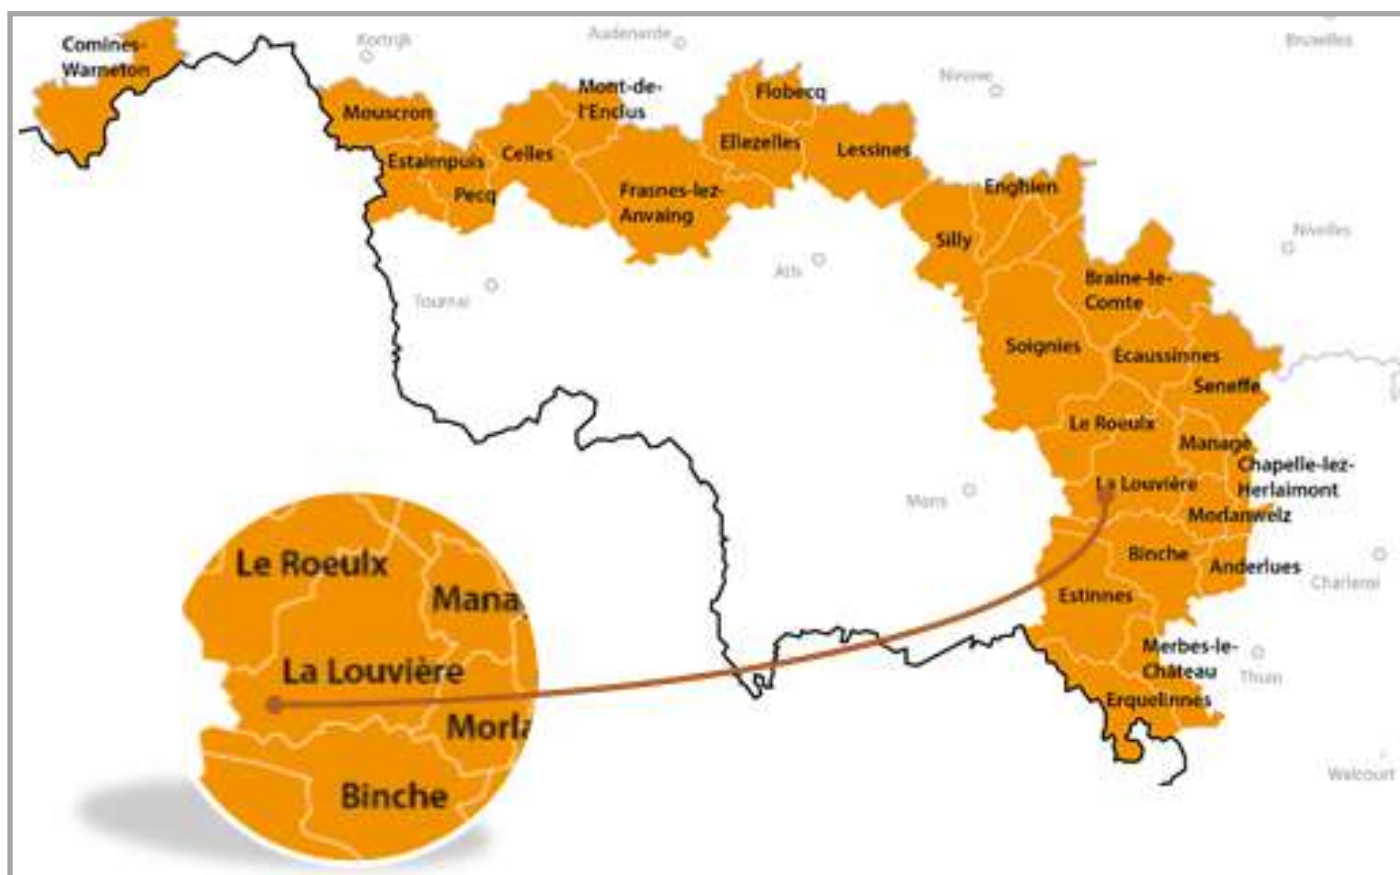 Comines-
Warneton
Kortrijk
Audenarde
Bruxelles
Mouscron
Mont-de-
l'Enclus
Flobecq
Ninove
Estaimpuis
Celles
Ellezelles
Lessines
Pecq
Frasnes-lez-
Anvaing
Enghien
Silly
Nivelles
Tournai
Ath
Braine-le-
Comte
Soignies
Écaussinnes
Seneffe
Le Roeulx
Manage
Chapelle-lez-
Herlaimont
Mons
La Louvière
Morlanwelz
Binche
Anderlues
Charleroi
Estinnes
Merbes-le-
Château
Thuin
Erquelinnes
Walcourt
Le Roeulx
Mana
La Louvière
Morla
Binche